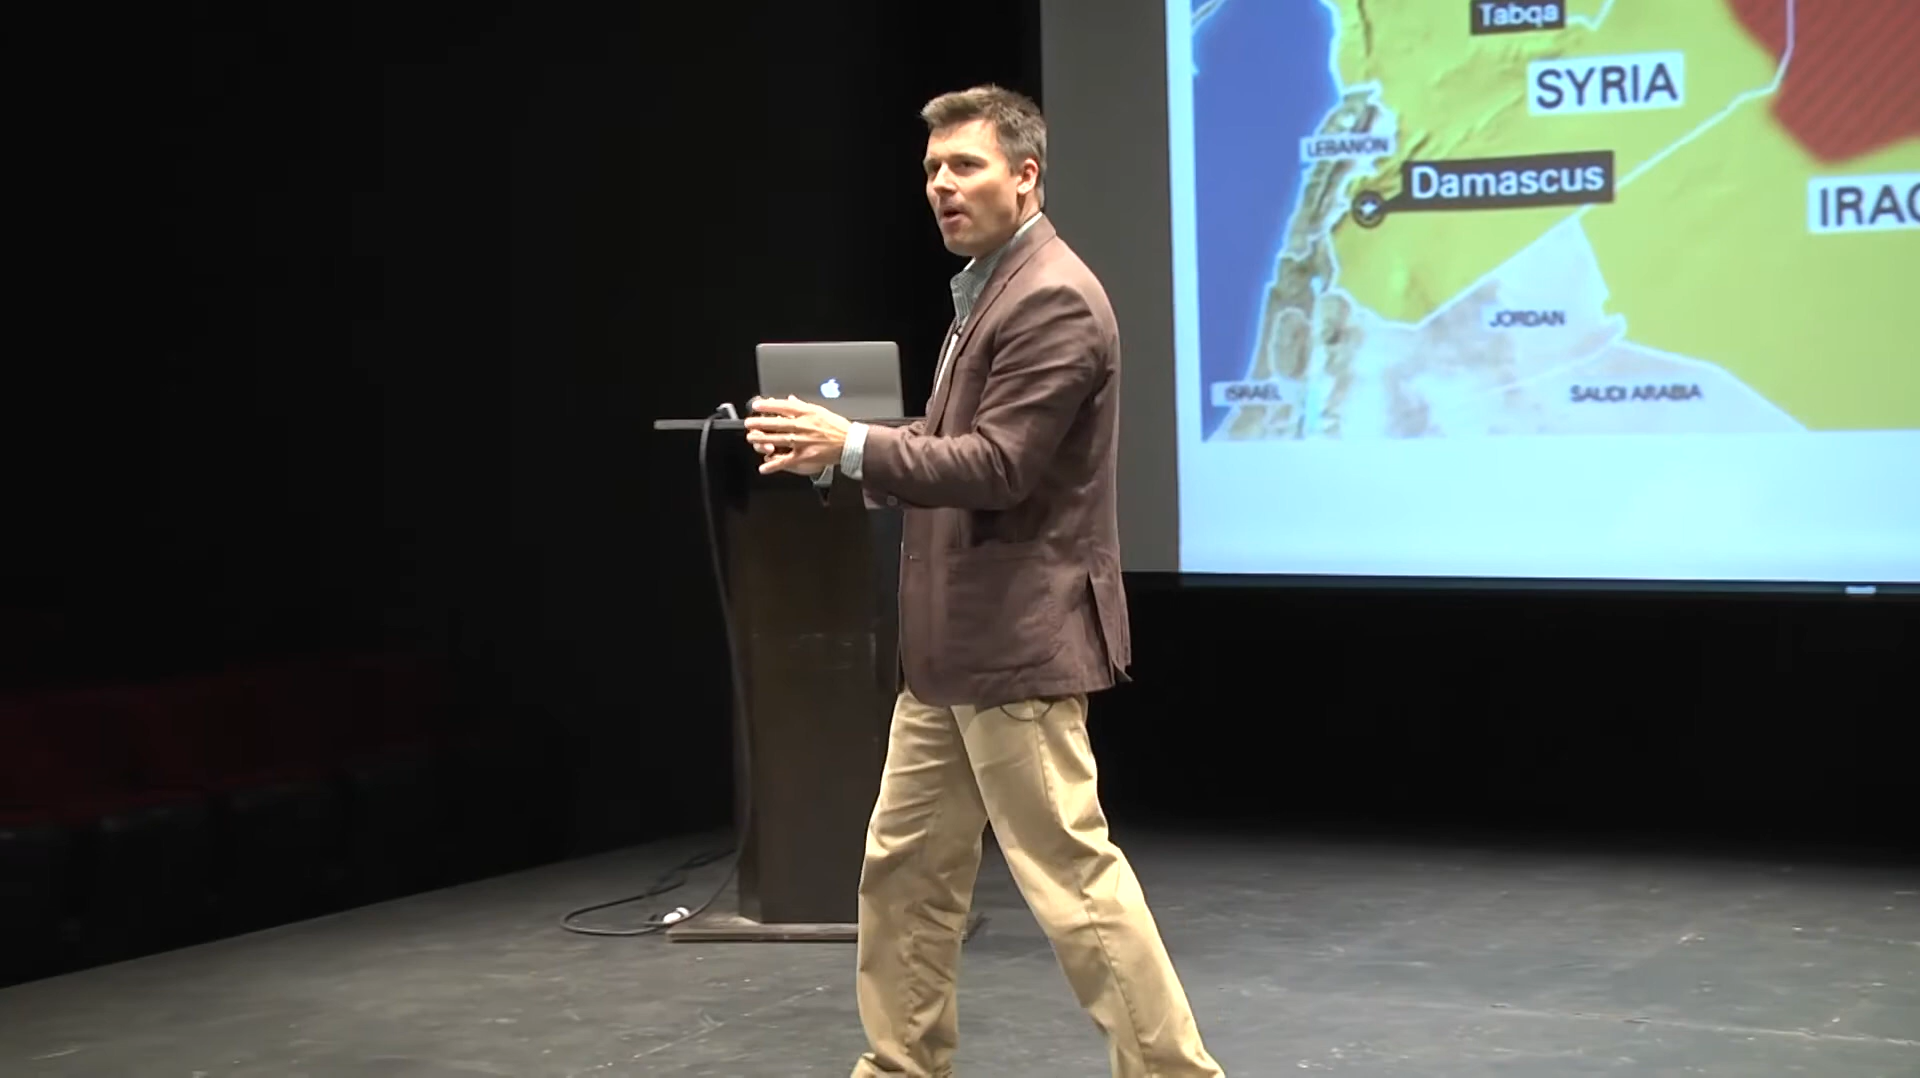 Tabqa
SYRIA
LEBANON
Damascus
IRAQ
JORDAN
ISRAEL
SAUDI ARABIA